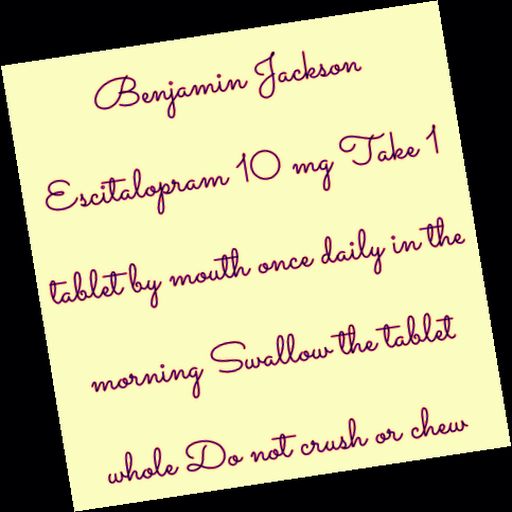 Benjamin Jackson
Escitalopram 10 mg Take 1
tablet by mouth once daily in the
morning Swallow the tablet
whole Do not crush or chew